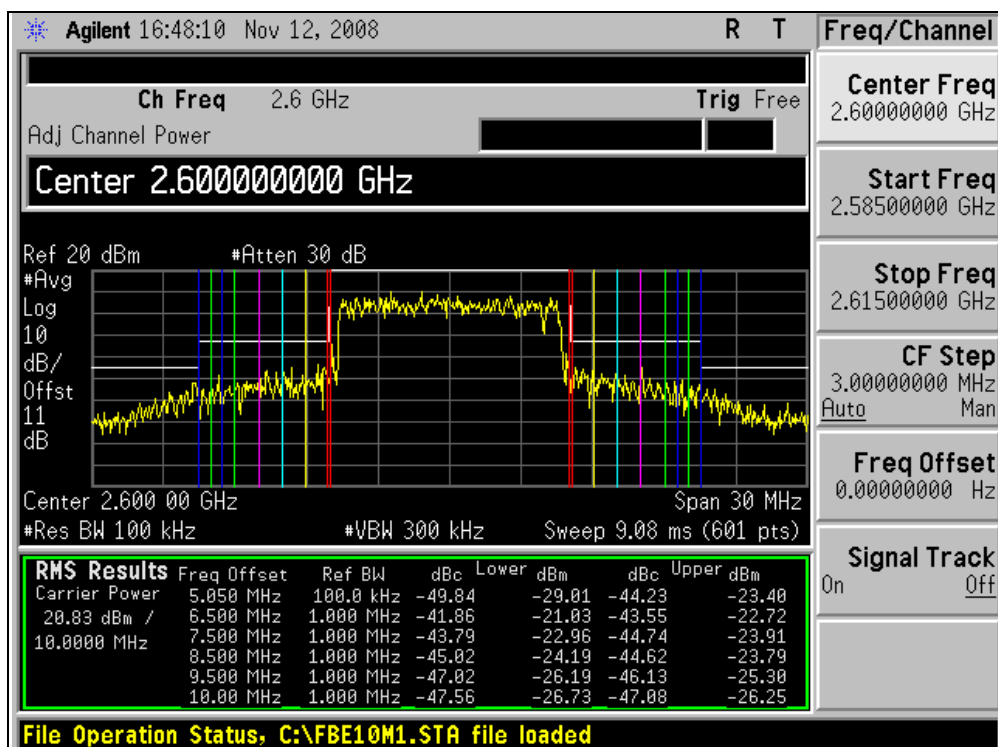 Agilent 16:48:10 Nov 12, 2008 R T
Freq/Channel
Ch Freq 2.6 GHz Trig Free
Adj Channel Power
Center 2.600000000 GHz
Ref 20 dBm #Atten 30 dB
#Avg
Log
10
dB/
Offst
11
dB
Center 2.600 00 GHz Span 30 MHz
#Res BW 100 kHz #VBW 300 kHz Sweep 9.08 ms (601 pts)
RMS Results Freq Offset Ref BW dBc Lower dBm dBc Upper dBm
Carrier Power 5.050 MHz 100.0 kHz -49.84 -29.01 -44.23 -23.40
20.83 dBm / 6.500 MHz 1.000 MHz -41.86 -21.03 -43.55 -22.72
10.0000 MHz 7.500 MHz 1.000 MHz -43.79 -22.96 -44.74 -23.91
8.500 MHz 1.000 MHz -45.02 -24.19 -44.62 -23.79
9.500 MHz 1.000 MHz -47.02 -26.19 -46.13 -25.30
10.00 MHz 1.000 MHz -47.56 -26.73 -47.08 -26.25
File Operation Status, C:\FBE10M1.STA file loaded
Center Freq
2.60000000 GHz
Start Freq
2.58500000 GHz
Stop Freq
2.61500000 GHz
CF Step
3.00000000 MHz
Auto Man
Freq Offset
0.00000000 Hz
Signal Track
On Off